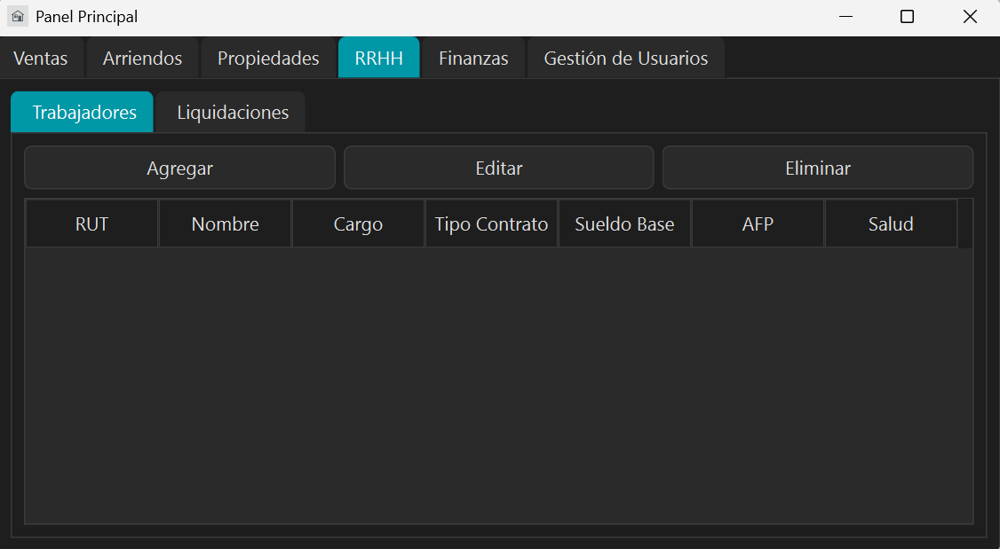 Panel Principal
Ventas Arriendos Propiedades RRHH Finanzas Gestión de Usuarios
Trabajadores Liquidaciones
Agregar Editar Eliminar
RUT Nombre Cargo Tipo Contrato Sueldo Base AFP Salud